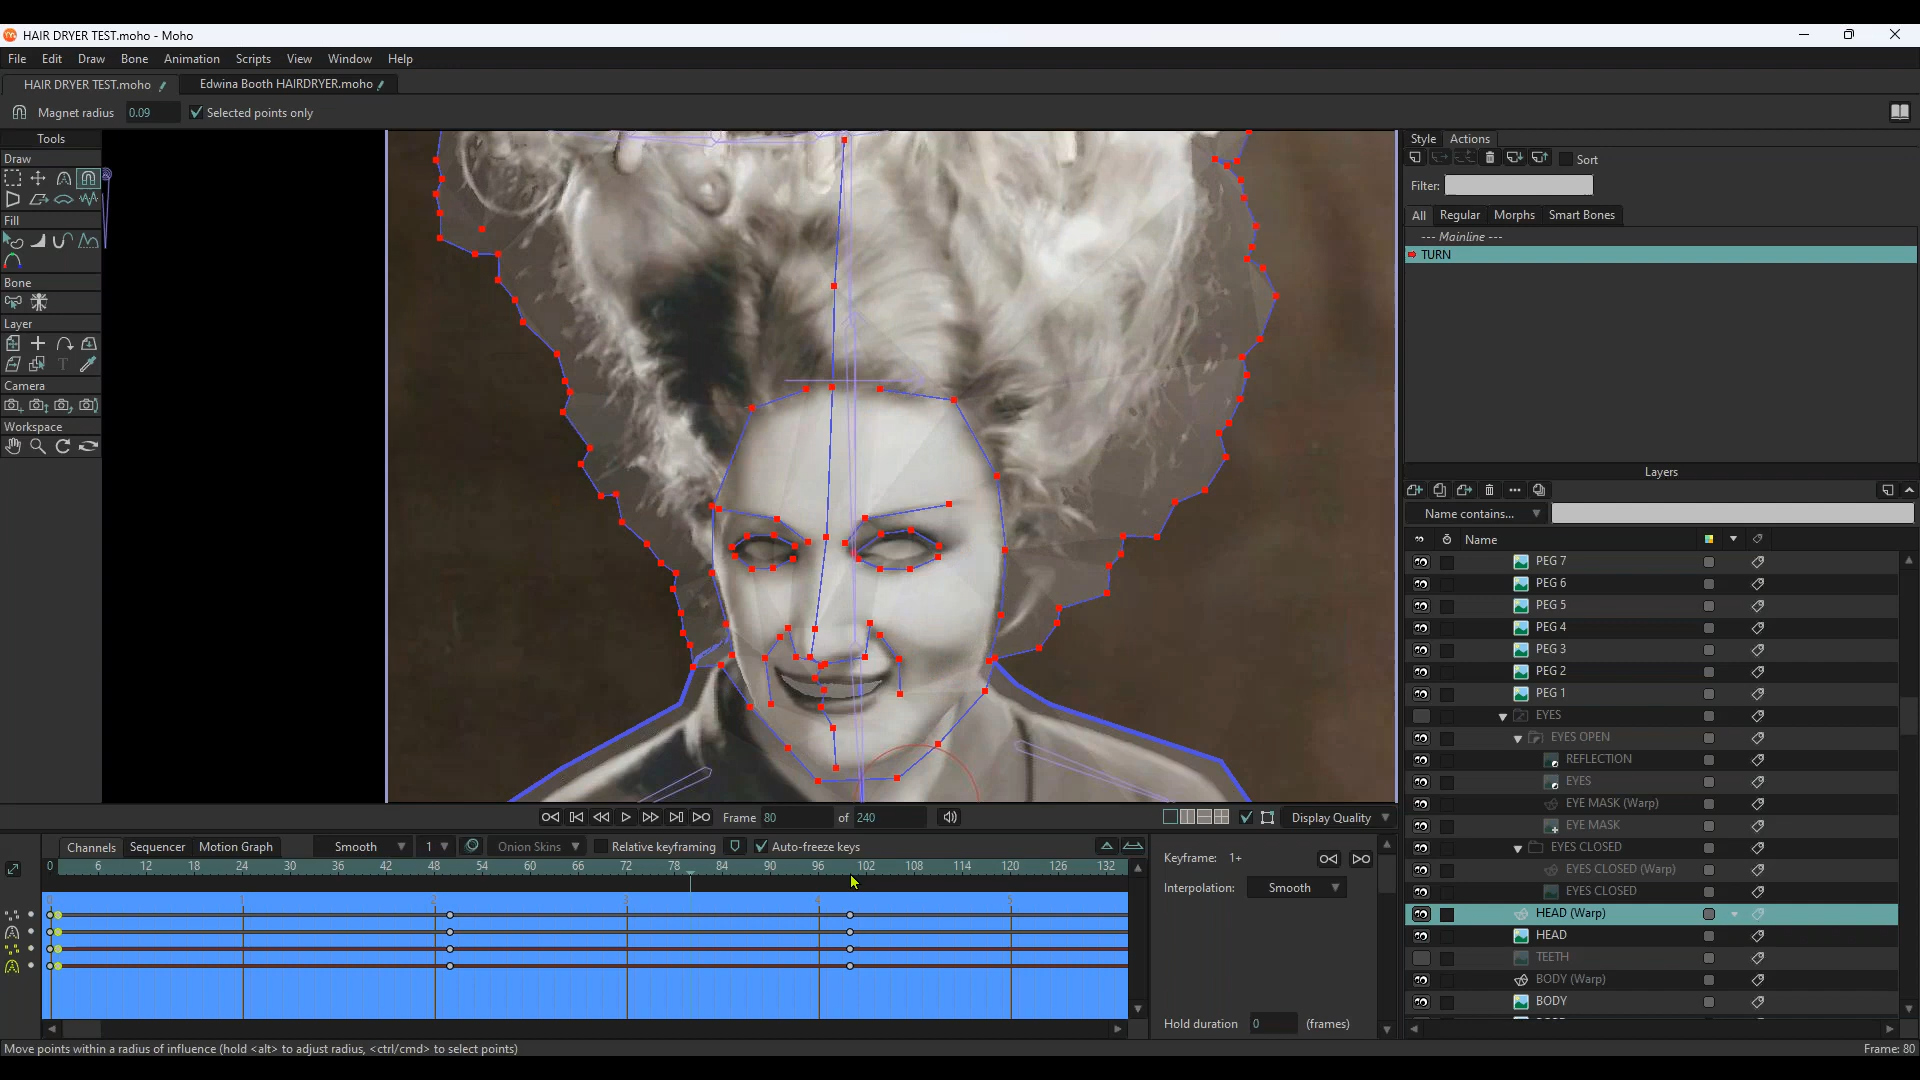 HAIR DRYER TEST.moho - Moho
File Edit Draw Bone Animation Scripts View Window Help
HAIR DRYER TEST.moho Edwina Booth HAIRDRYER.moho
Magnet radius 0.09 Selected points only
Tools
Draw
Fill
Bone
Layer
Camera
Workspace
Style Actions
Sort
Filter:
All Regular Morphs Smart Bones
--- Mainline ---
TURN
Layers
Name contains...
Name
PEG 7
PEG 6
PEG 5
PEG 4
PEG 3
PEG 2
PEG 1
EYES
EYES OPEN
REFLECTION
EYES
EYE MASK (Warp)
EYE MASK
EYES CLOSED
EYES CLOSED (Warp)
EYES CLOSED
HEAD (Warp)
HEAD
TEETH
BODY (Warp)
BODY
Frame 80 of 240 Display Quality
Channels Sequencer Motion Graph Smooth 1 Onion Skins Relative keyframing Auto-freeze keys
0 6 12 18 24 30 36 42 48 54 60 66 72 78 84 90 96 102 108 114 120 126 132
0 1 2 3 4 5
Keyframe: 1+
Interpolation: Smooth
Hold duration 0 (frames)
Move points within a radius of influence (hold <alt> to adjust radius, <ctrl/cmd> to select points) Frame: 80